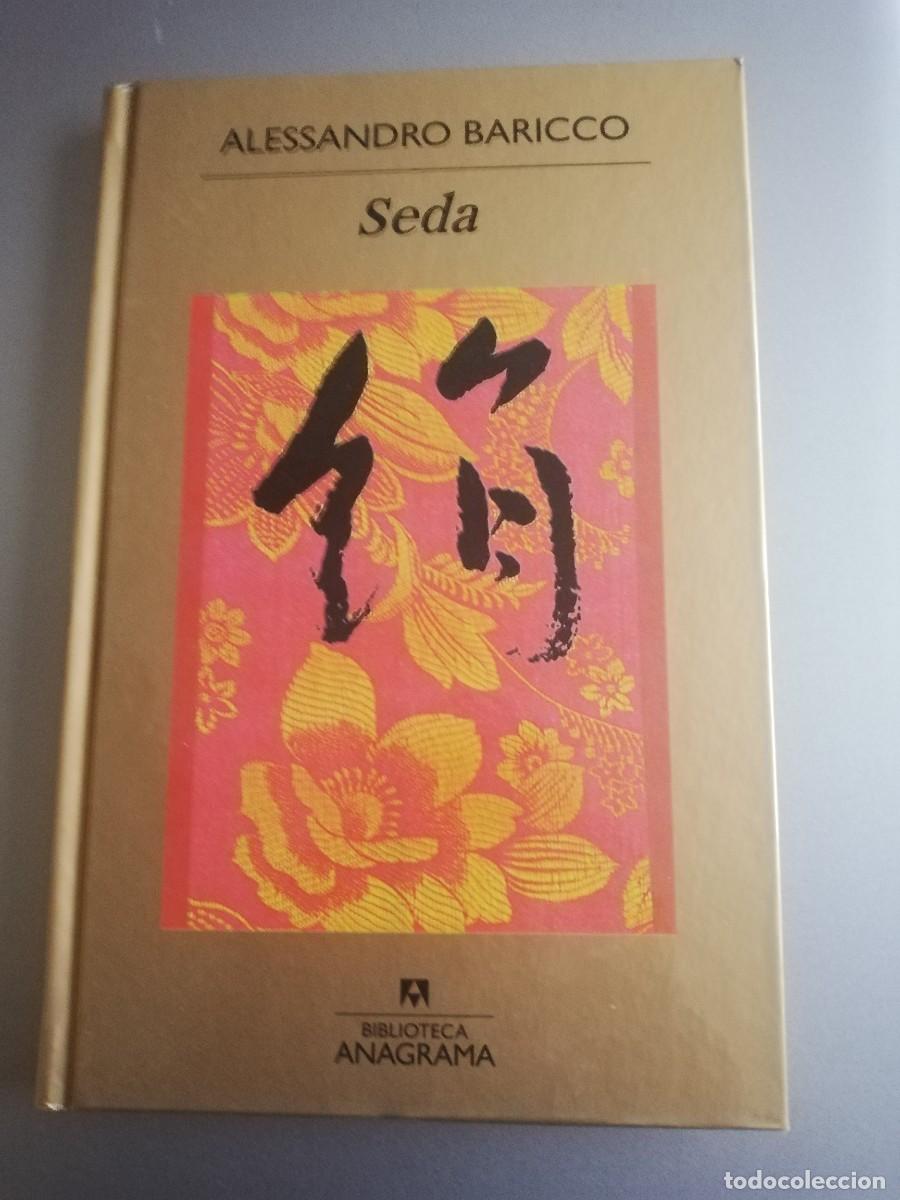 ALESSANDRO BARICCO
Seda
絹
BIBLIOTECA
ANAGRAMA
todocoleccion